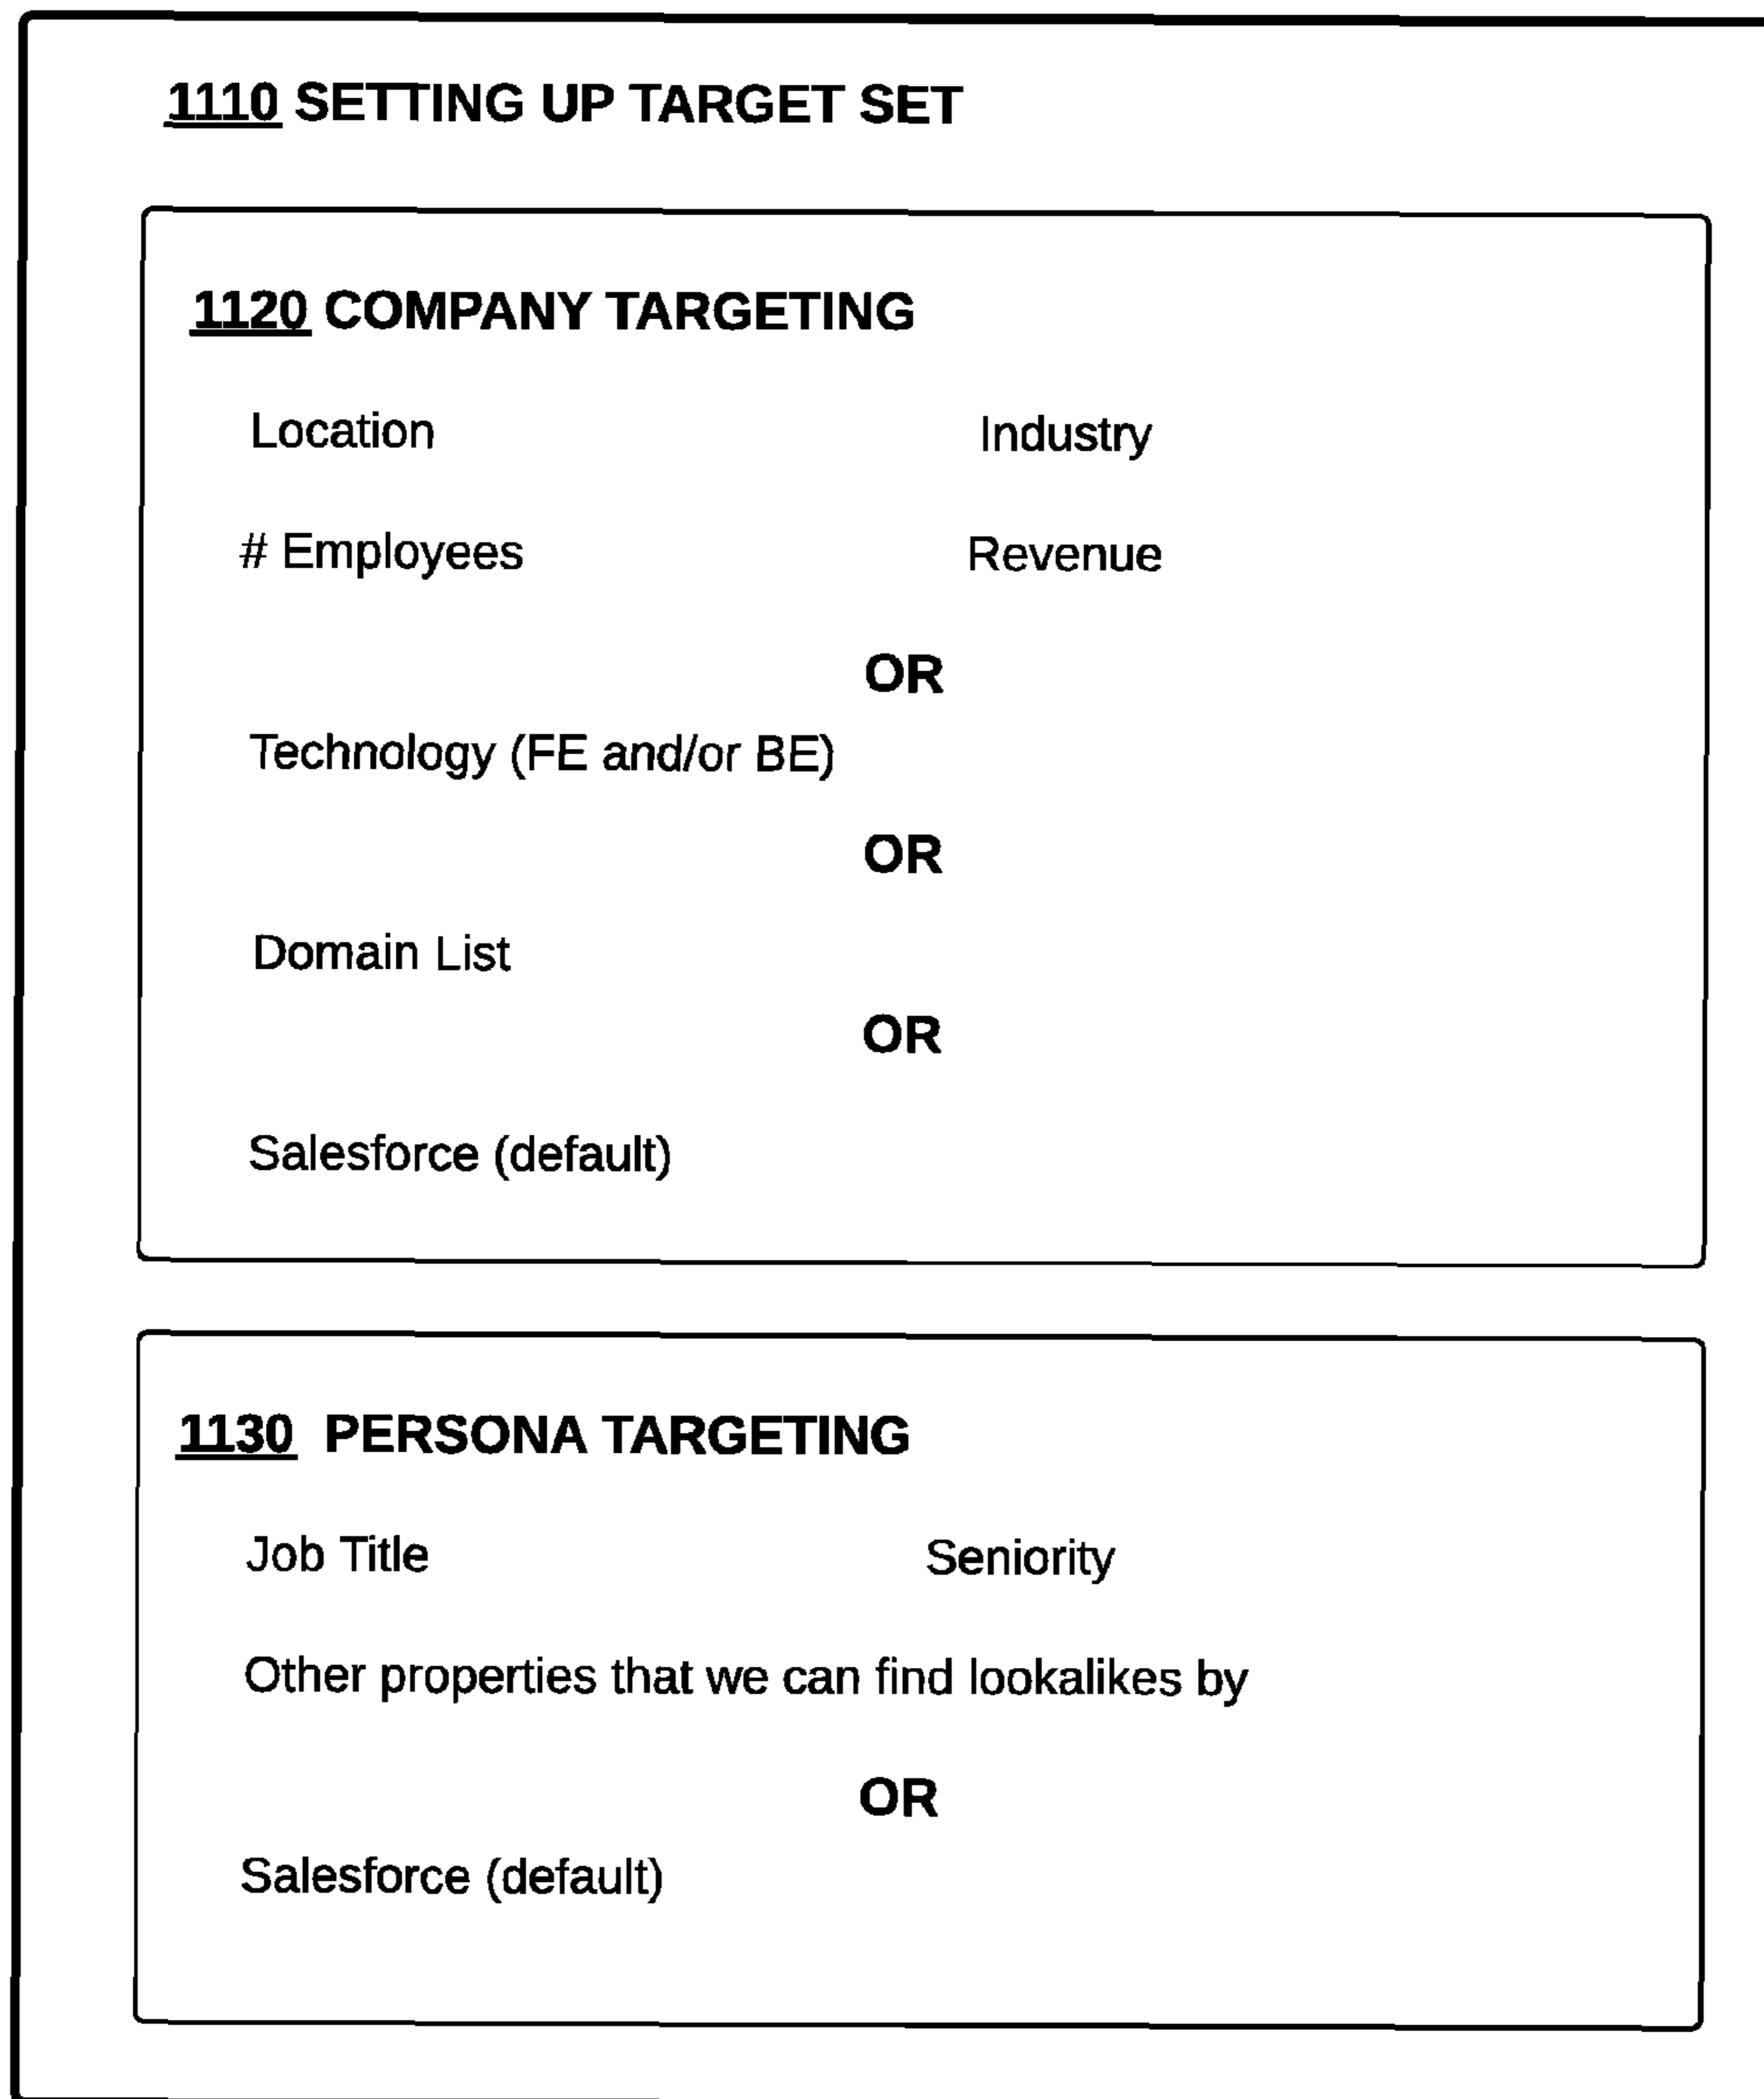 1110 SETTING UP TARGET SET
1120 COMPANY TARGETING
Location Industry
# Employees Revenue
OR
Technology (FE and/or BE)
OR
Domain List
OR
Salesforce (default)
1130 PERSONA TARGETING
Job Title Seniority
Other properties that we can find lookalikes by
OR
Salesforce (default)